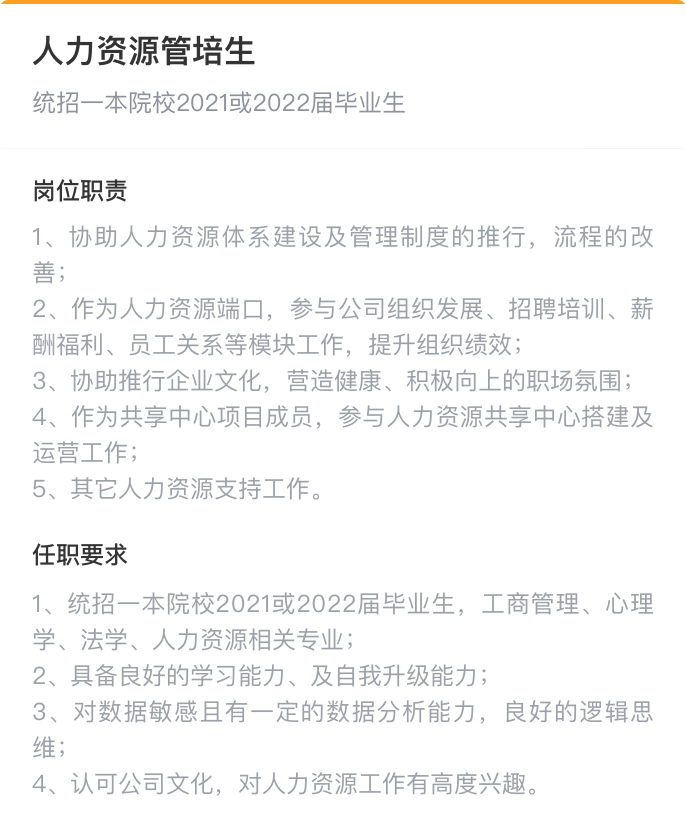 人力资源管培生
统招一本院校2021或2022届毕业生
岗位职责
1、协助人力资源体系建设及管理制度的推行，流程的改
善；
2、作为人力资源端口，参与公司组织发展、招聘培训、薪
酬福利、员工关系等模块工作，提升组织绩效；
3、协助推行企业文化，营造健康、积极向上的职场氛围；
4、作为共享中心项目成员，参与人力资源共享中心搭建及
运营工作；
5、其它人力资源支持工作。
任职要求
1、统招一本院校2021或2022届毕业生，工商管理、心理
学、法学、人力资源相关专业；
2、具备良好的学习能力、及自我升级能力；
3、对数据敏感且有一定的数据分析能力，良好的逻辑思
维；
4、认可公司文化，对人力资源工作有高度兴趣。